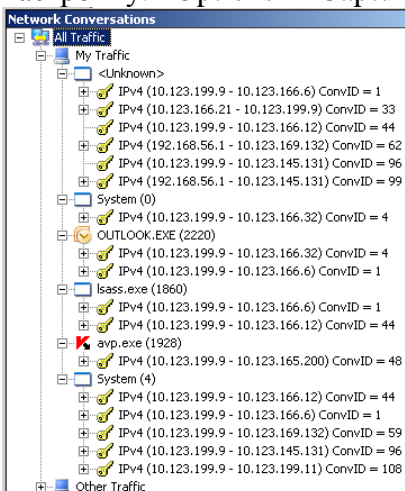 Network Conversations
All Traffic
My Traffic
<Unknown>
IPv4 (10.123.199.9 - 10.123.166.6) ConvID = 1
IPv4 (10.123.166.21 - 10.123.199.9) ConvID = 33
IPv4 (10.123.199.9 - 10.123.166.12) ConvID = 44
IPv4 (192.168.56.1 - 10.123.169.132) ConvID = 62
IPv4 (10.123.199.9 - 10.123.145.131) ConvID = 96
IPv4 (192.168.56.1 - 10.123.145.131) ConvID = 99
System (0)
IPv4 (10.123.199.9 - 10.123.166.32) ConvID = 4
OUTLOOK.EXE (2220)
IPv4 (10.123.199.9 - 10.123.166.32) ConvID = 4
IPv4 (10.123.199.9 - 10.123.166.6) ConvID = 1
lsass.exe (1860)
IPv4 (10.123.199.9 - 10.123.166.6) ConvID = 1
IPv4 (10.123.199.9 - 10.123.166.12) ConvID = 44
avp.exe (1928)
IPv4 (10.123.199.9 - 10.123.165.200) ConvID = 48
System (4)
IPv4 (10.123.199.9 - 10.123.166.12) ConvID = 44
IPv4 (10.123.199.9 - 10.123.166.6) ConvID = 1
IPv4 (10.123.199.9 - 10.123.169.132) ConvID = 59
IPv4 (10.123.199.9 - 10.123.145.131) ConvID = 96
IPv4 (10.123.199.9 - 10.123.199.11) ConvID = 108
Other Traffic